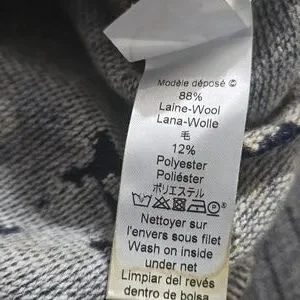 Modèle déposé ©
88%
Laine-Wool
Lana-Wolle
毛
12%
Polyester
Poliéster
ポリエステル
Nettoyer sur
l'envers sous filet
Wash on inside
under net
Limpiar del revés
dentro de bolsa